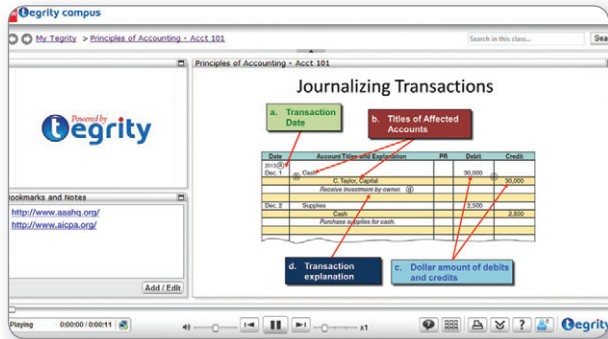 tegrity campus
My Tegrity > Principles of Accounting - Acct 101
Search in this class...
Sea
Principles of Accounting - Acct 101
Powered by
tegrity
Bookmarks and Notes
http://www.aaahq.org/
http://www.aicpa.org/
Add / Edit
Journalizing Transactions
a. Transaction
Date
b. Titles of Affected
Accounts
Date Account Titles and Explanation PR Debit Credit
2013 a
Dec. 1 b Cash 30,000 c
C. Taylor, Capital 30,000
Receive investment by owner. d
Dec. 2 Supplies 2,500
Cash 2,500
Purchase supplies for cash.
d. Transaction
explanation
c. Dollar amount of debits
and credits
Playing 0:00:00 / 0:00:11
x1
?
tegrity